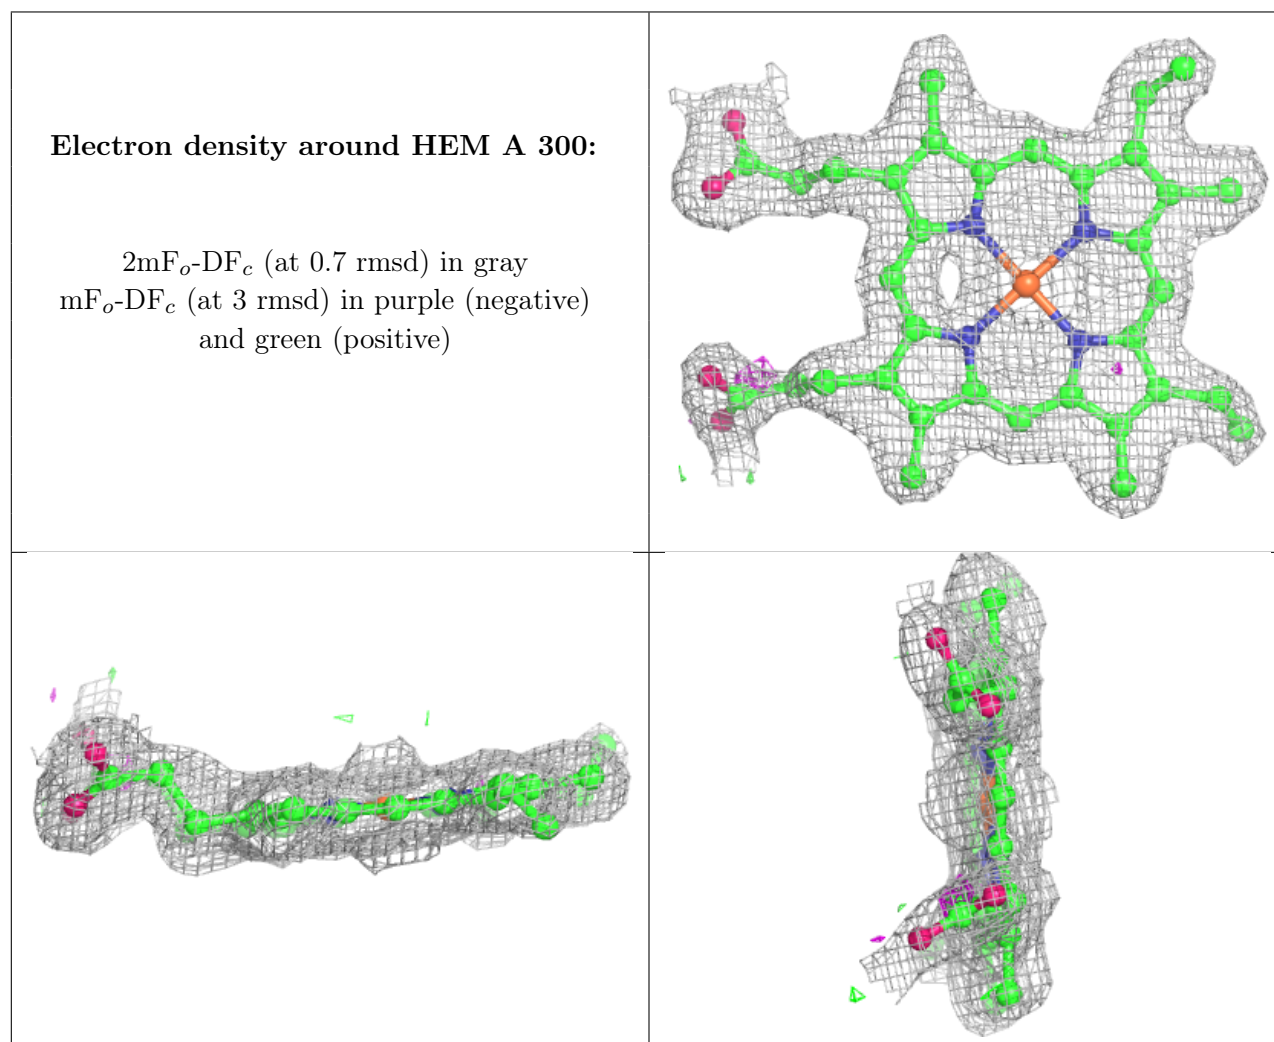 Electron density around HEM A 300:
2mFo-DFc (at 0.7 rmsd) in gray
mFo-DFc (at 3 rmsd) in purple (negative)
and green (positive)